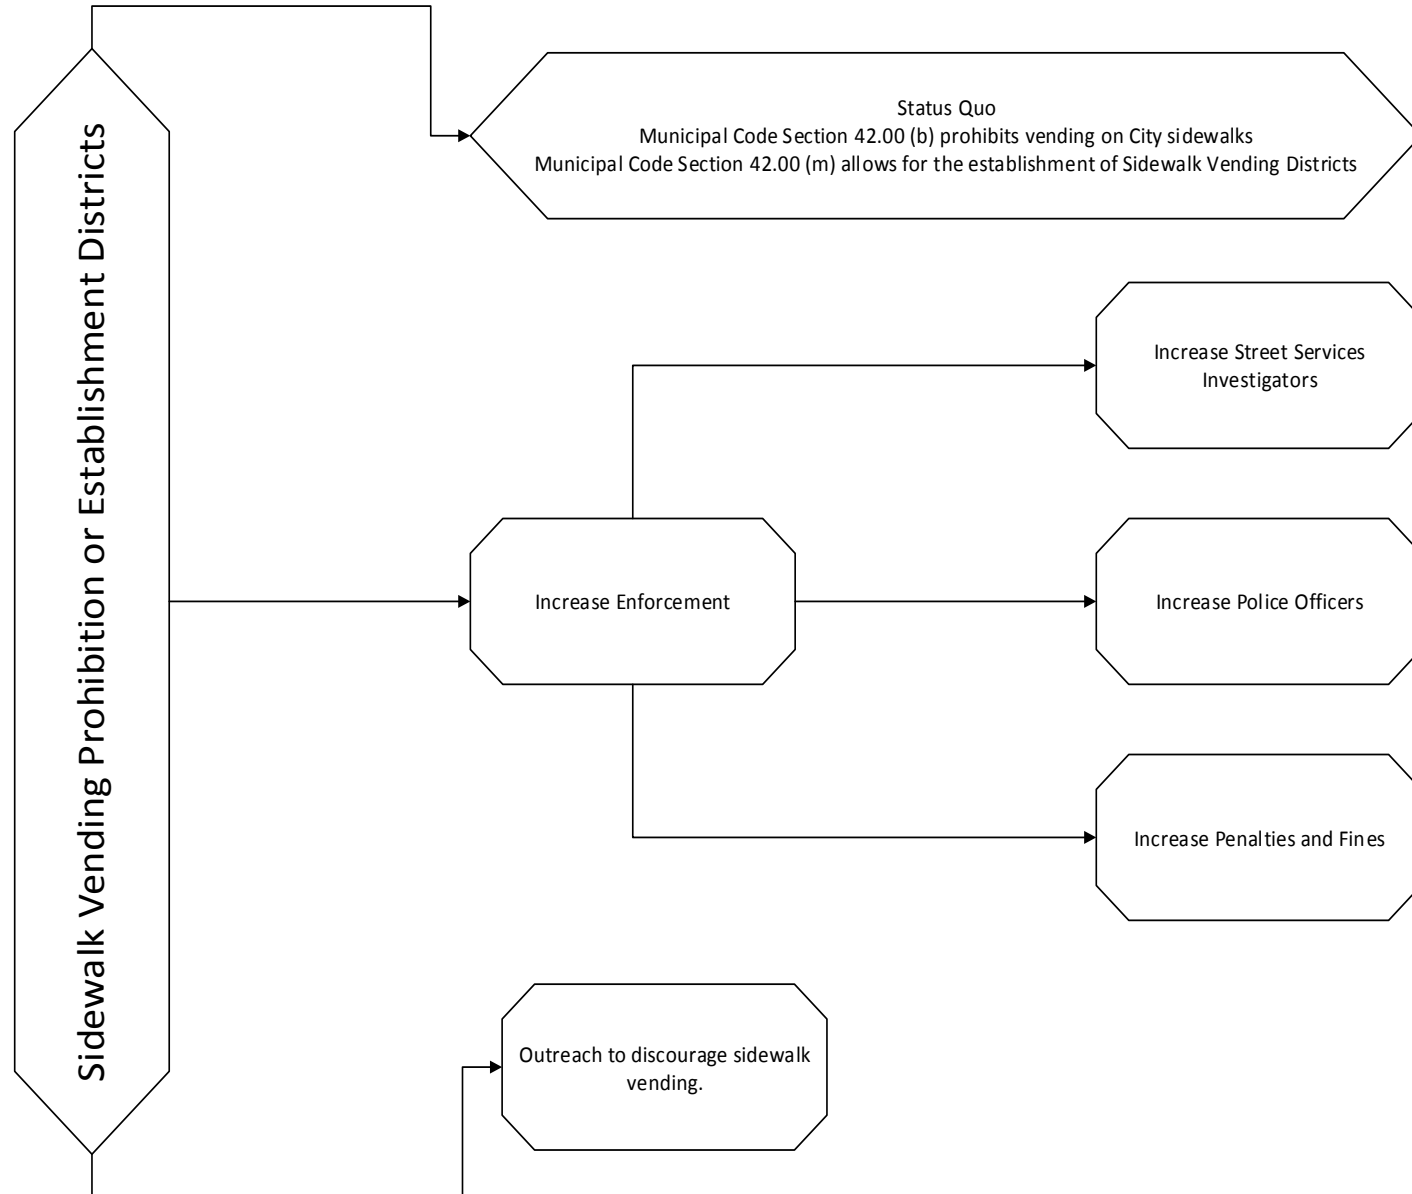 Sidewalk Vending Prohibition or Establishment Districts
Status Quo
Municipal Code Section 42.00 (b) prohibits vending on City sidewalks
Municipal Code Section 42.00 (m) allows for the establishment of Sidewalk Vending Districts
Increase Street Services
Investigators
Increase Enforcement
Increase Police Officers
Increase Penalties and Fines
Outreach to discourage sidewalk
vending.